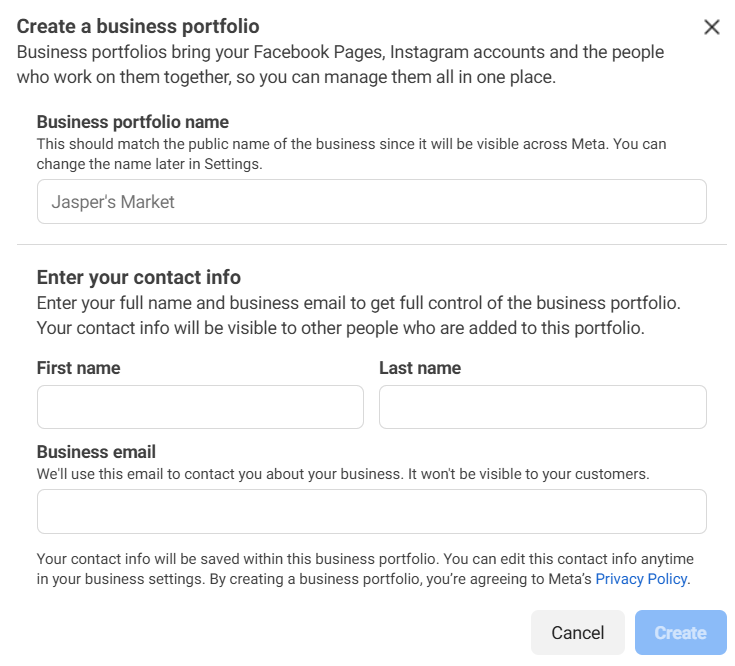 Create a business portfolio
Business portfolios bring your Facebook Pages, Instagram accounts and the people
who work on them together, so you can manage them all in one place.
Business portfolio name
This should match the public name of the business since it will be visible across Meta. You can
change the name later in Settings.
Jasper's Market
Enter your contact info
Enter your full name and business email to get full control of the business portfolio.
Your contact info will be visible to other people who are added to this portfolio.
First name
Last name
Business email
We'll use this email to contact you about your business. It won't be visible to your customers.
Your contact info will be saved within this business portfolio. You can edit this contact info anytime
in your business settings. By creating a business portfolio, you’re agreeing to Meta’s Privacy Policy.
Cancel
Create